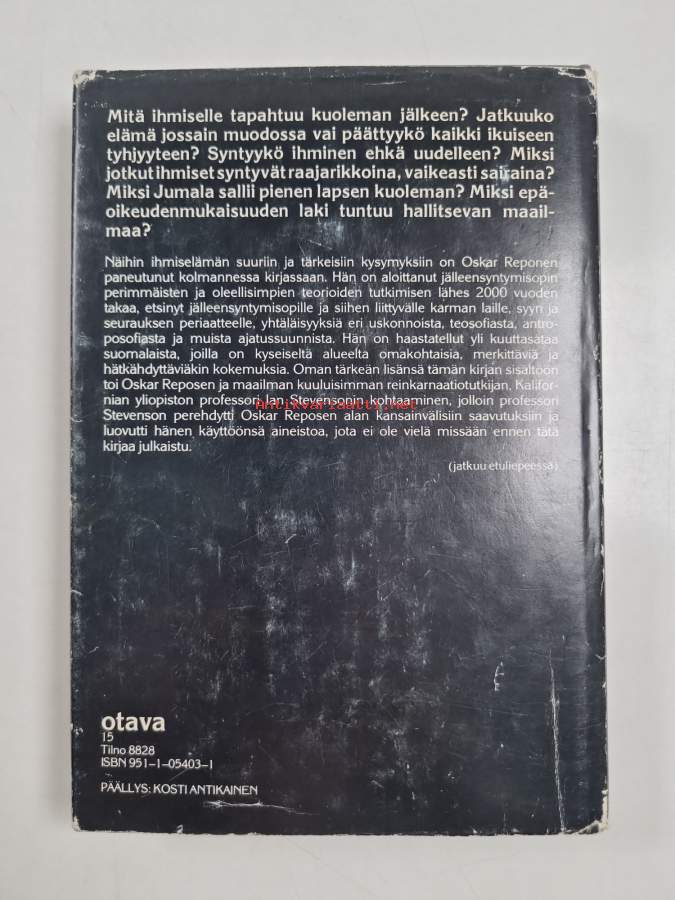 Mitä ihmiselle tapahtuu kuoleman jälkeen? Jatkuuko
elämä jossain muodossa vai päättyykö kaikki ikuiseen
tyhjyyteen? Syntyykö ihminen ehkä uudelleen? Miksi
jotkut ihmiset syntyvät raajarikkoina, vaikeasti sairaina?
Miksi Jumala sallii pienen lapsen kuoleman? Miksi epä-
oikeudenmukaisuuden laki tuntuu hallitsevan maail-
maa?
Näihin ihmiselämän suuriin ja tärkeisiin kysymyksiin on Oskar Reponen
paneutunut kolmannessa kirjassaan. Hän on aloittanut jälleensyntymisopin
perimmäisten ja oleellisimpien teorioiden tutkimisen lähes 2000 vuoden
takaa, etsinyt jälleensyntymisopille ja siihen liittyvälle karman laille, syyn ja
seurauksen periaatteelle, yhtäläisyyksiä eri uskonnoista, teosofiasta, antro-
posofiasta ja muista ajatussuunnista. Hän on haastatellut yli kuuttasataa
suomalaista, joilla on kyseiseltä alueelta omakohtaisia, merkittäviä ja
hätkähdyttäviäkin kokemuksia. Oman tärkeän lisänsä tämän kirjan sisältöön
toi Oskar Reposen ja maailman kuuluisimman reinkarnaatiotutkijan, Kalifor-
nian yliopiston professori Ian Stevensonin kohtaaminen, jolloin professori
Stevenson perehdytti Oskar Reposen alan kansainvälisiin saavutuksiin ja
luovutti hänen käyttöönsä aineistoa, jota ei ole vielä missään ennen tätä
kirjaa julkaistu.
(jatkuu etuliepeessä)
Antikvariaatti.net
otava
15
Tilno 8828
ISBN 951-1-05403-1
PÄÄLLYS: KOSTI ANTIKAINEN